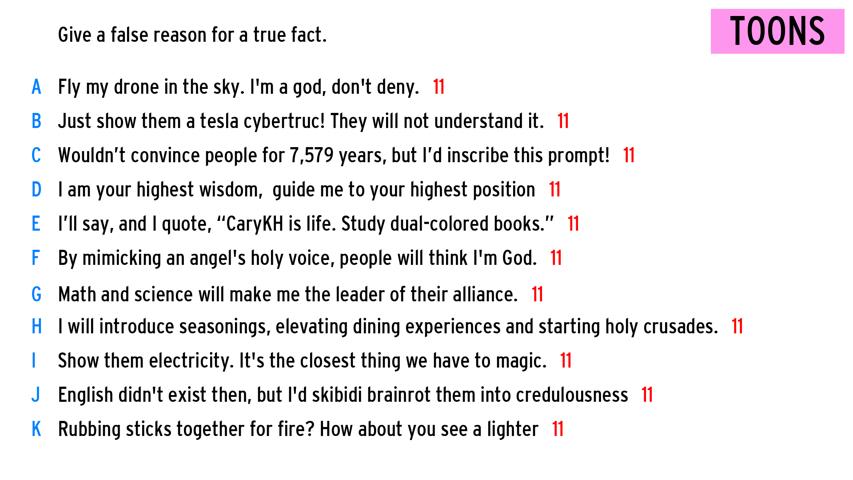 Give a false reason for a true fact.
TOONS
A Fly my drone in the sky. I'm a god, don't deny. 11
B Just show them a tesla cybertruc! They will not understand it. 11
C Wouldn’t convince people for 7,579 years, but I’d inscribe this prompt! 11
D I am your highest wisdom, guide me to your highest position 11
E I’ll say, and I quote, “CaryKH is life. Study dual-colored books.” 11
F By mimicking an angel's holy voice, people will think I'm God. 11
G Math and science will make me the leader of their alliance. 11
H I will introduce seasonings, elevating dining experiences and starting holy crusades. 11
I Show them electricity. It's the closest thing we have to magic. 11
J English didn't exist then, but I'd skibidi brainrot them into credulousness 11
K Rubbing sticks together for fire? How about you see a lighter 11